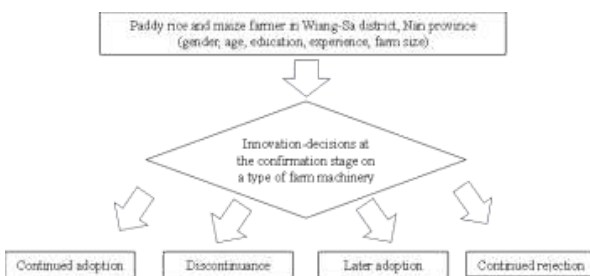 Paddy rice and maize farmer in Wiang-Sa district, Nan province
(gender, age, education, experience, farm size)
Innovation-decisions at
the confirmation stage on
a type of farm machinery
Continued adoption
Discontinuance
Later adoption
Continued rejection